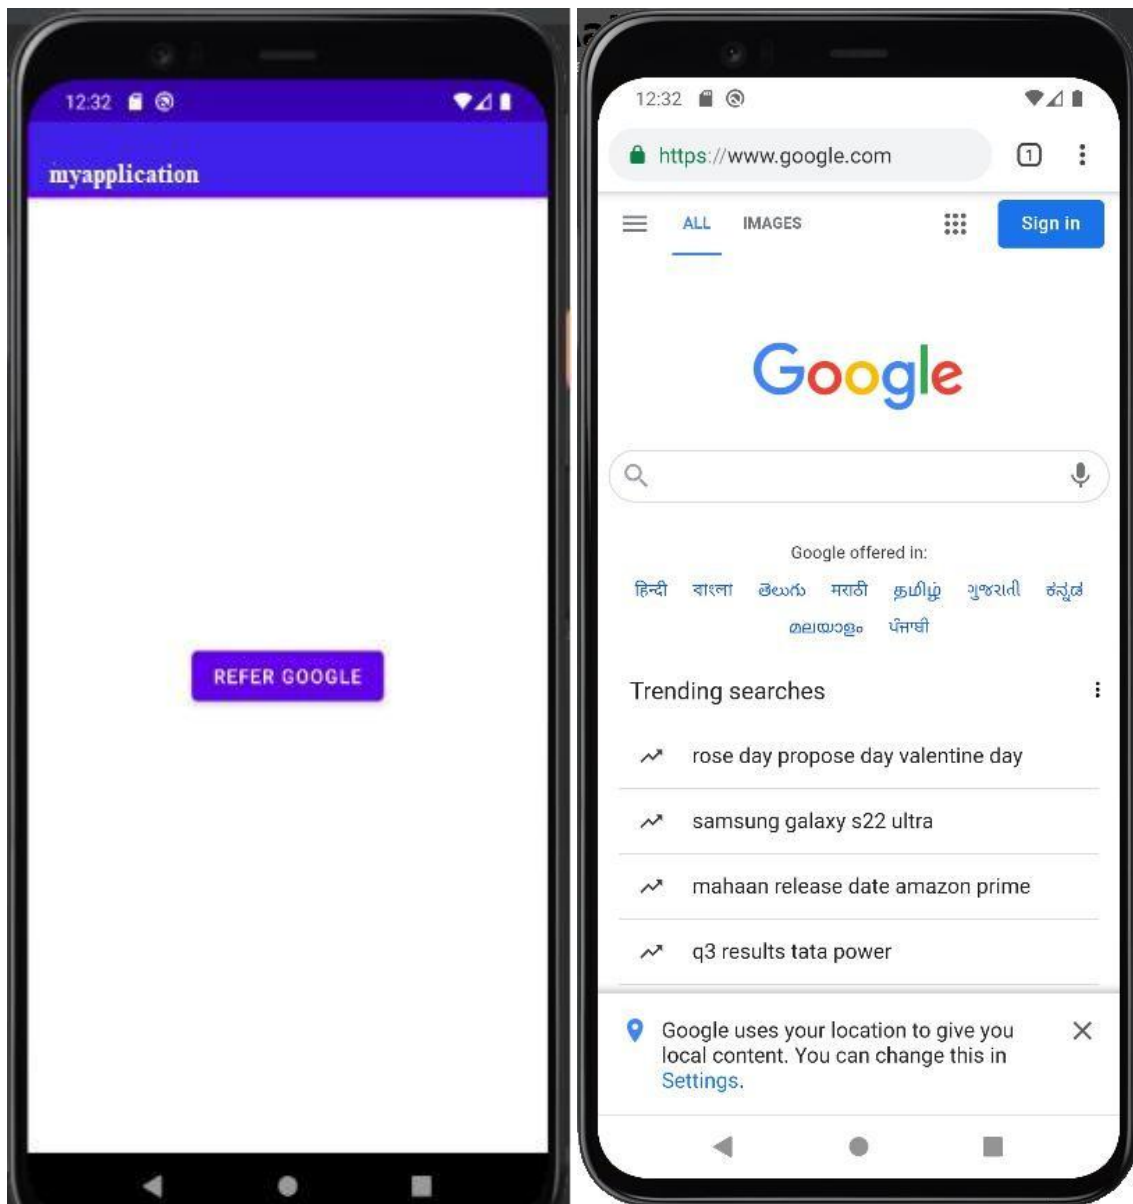 12:32
myapplication
REFER GOOGLE
12:32
https://www.google.com
1
ALL IMAGES Sign in
Google
Google offered in:
हिन्दी বাংলা తెలుగు मराठी தமிழ் ગુજરાતી ಕನ್ನಡ
മലയാളം ਪੰਜਾਬੀ
Trending searches
rose day propose day valentine day
samsung galaxy s22 ultra
mahaan release date amazon prime
q3 results tata power
Google uses your location to give you
local content. You can change this in
Settings.